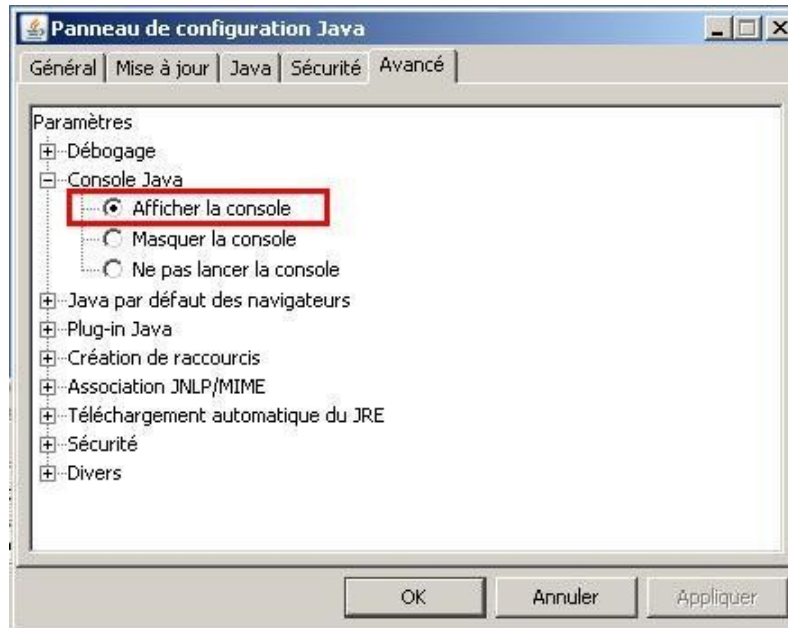 Panneau de configuration Java
Général Mise à jour Java Sécurité Avancé
Paramètres
Débogage
Console Java
Afficher la console
Masquer la console
Ne pas lancer la console
Java par défaut des navigateurs
Plug-in Java
Création de raccourcis
Association JNLP/MIME
Téléchargement automatique du JRE
Sécurité
Divers
OK Annuler Appliquer